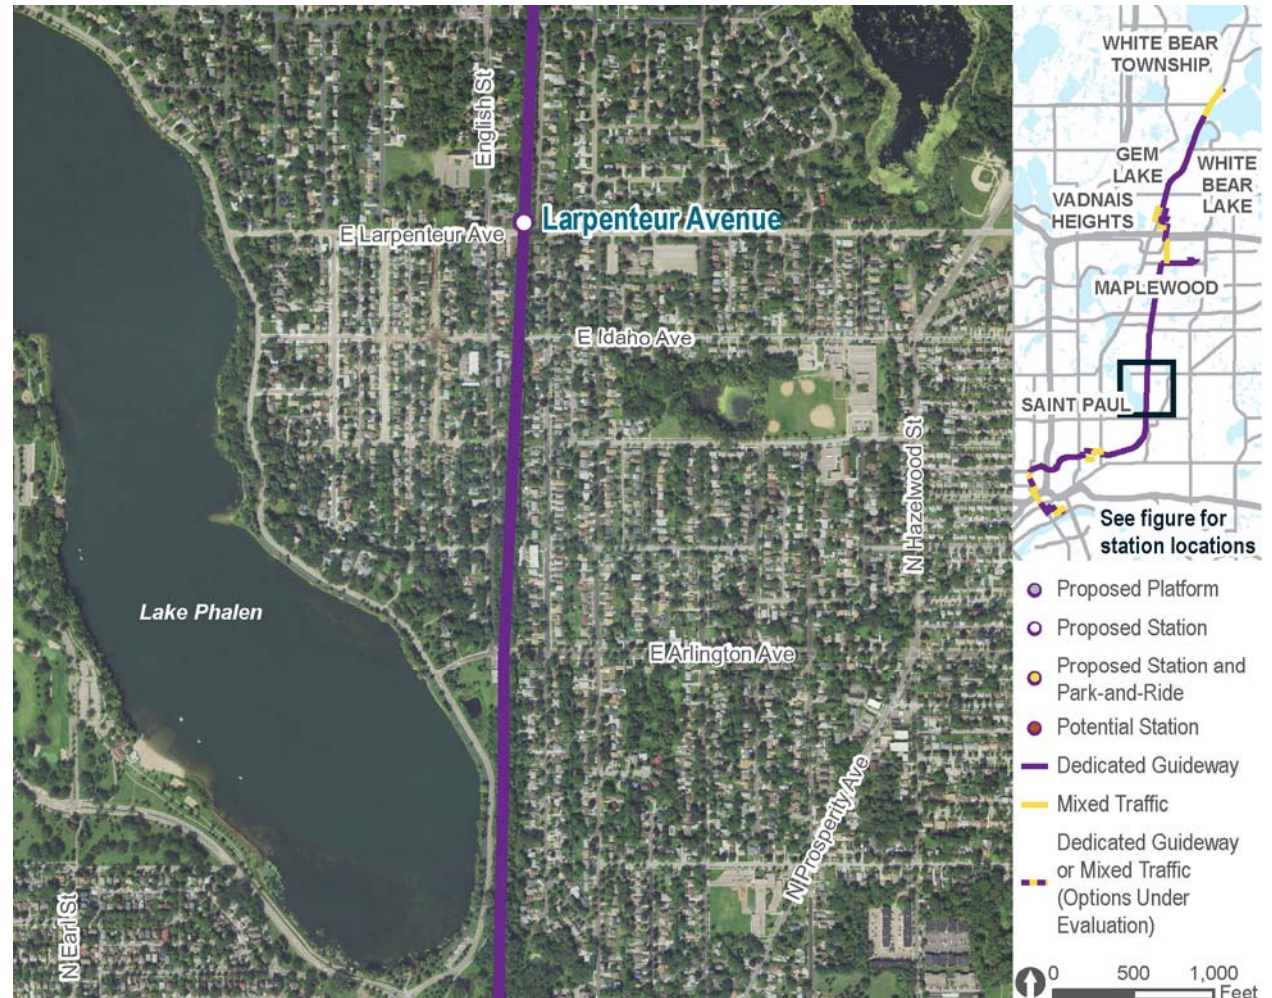 English St
E Larpenteur Ave
Larpenteur Avenue
E Idaho Ave
N Hazelwood St
Lake Phalen
E Arlington Ave
N Prosperity Ave
N Earl St
WHITE BEAR
TOWNSHIP
GEM
LAKE
WHITE
BEAR
LAKE
VADNAIS
HEIGHTS
MAPLEWOOD
SAINT PAUL
See figure for
station locations
Proposed Platform
Proposed Station
Proposed Station and
Park-and-Ride
Potential Station
Dedicated Guideway
Mixed Traffic
Dedicated Guideway
or Mixed Traffic
(Options Under
Evaluation)
0 500 1,000
Feet